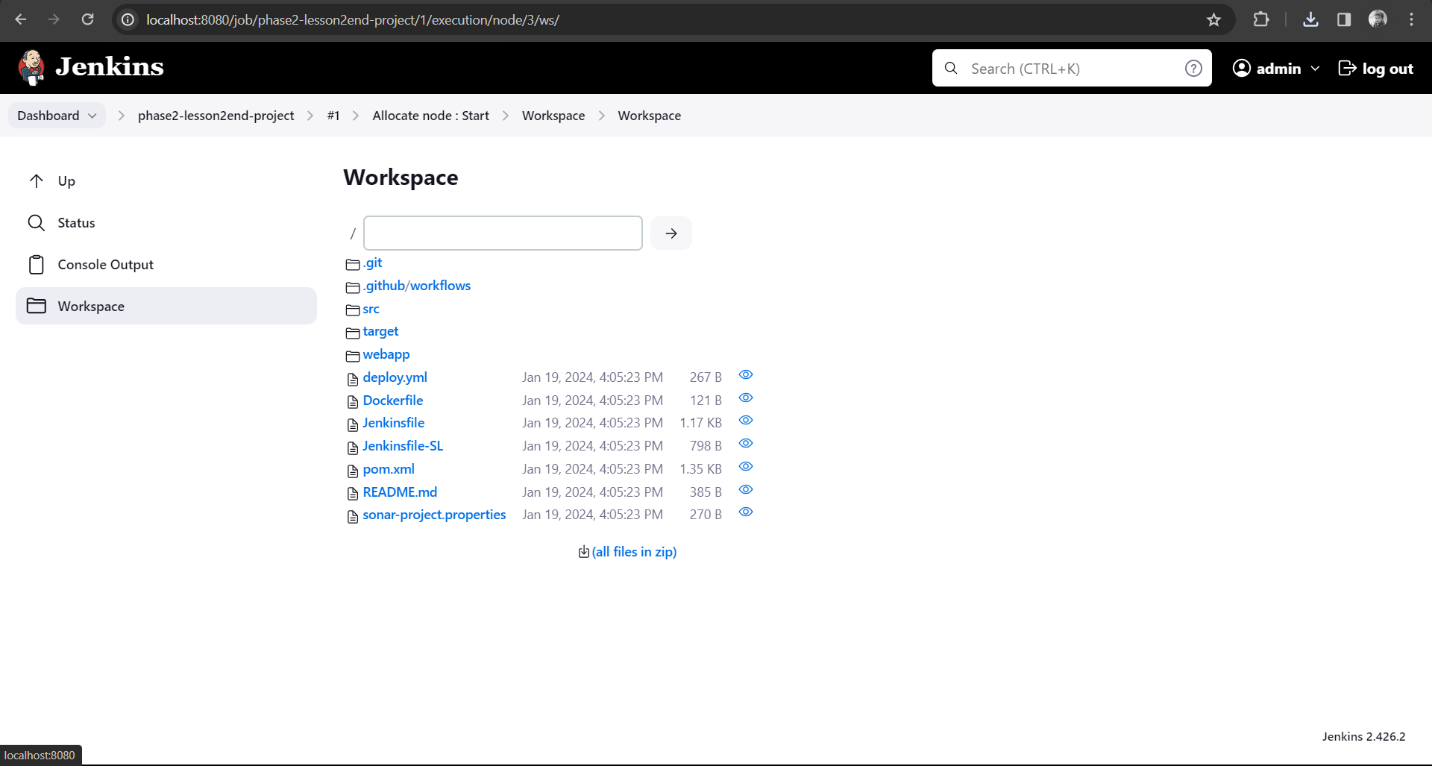 localhost:8080/job/phase2-lesson2end-project/1/execution/node/3/ws/
Jenkins
Search (CTRL+K)
admin
log out
Dashboard
phase2-lesson2end-project
#1
Allocate node : Start
Workspace
Workspace
Up
Status
Console Output
Workspace
Workspace
/
.git
.github/workflows
src
target
webapp
deploy.yml Jan 19, 2024, 4:05:23 PM 267 B
Dockerfile Jan 19, 2024, 4:05:23 PM 121 B
Jenkinsfile Jan 19, 2024, 4:05:23 PM 1.17 KB
Jenkinsfile-SL Jan 19, 2024, 4:05:23 PM 798 B
pom.xml Jan 19, 2024, 4:05:23 PM 1.35 KB
README.md Jan 19, 2024, 4:05:23 PM 385 B
sonar-project.properties Jan 19, 2024, 4:05:23 PM 270 B
(all files in zip)
Jenkins 2.426.2
localhost:8080